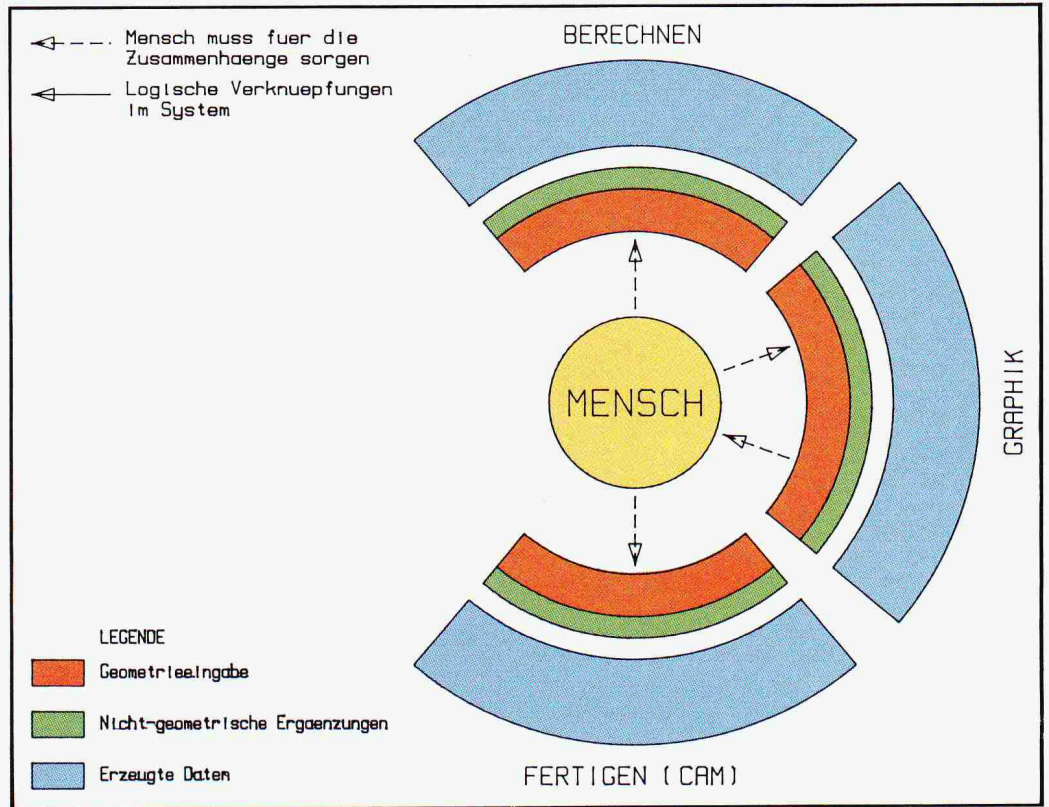 Mensch muss fuer die
Zusammenhaenge sorgen
Logische Verknuepfungen
im System
BERECHNEN
GRAPHIK
MENSCH
LEGENDE
Geometrieeingabe
Nicht-geometrische Ergaenzungen
Erzeugte Daten
FERTIGEN (CAM)